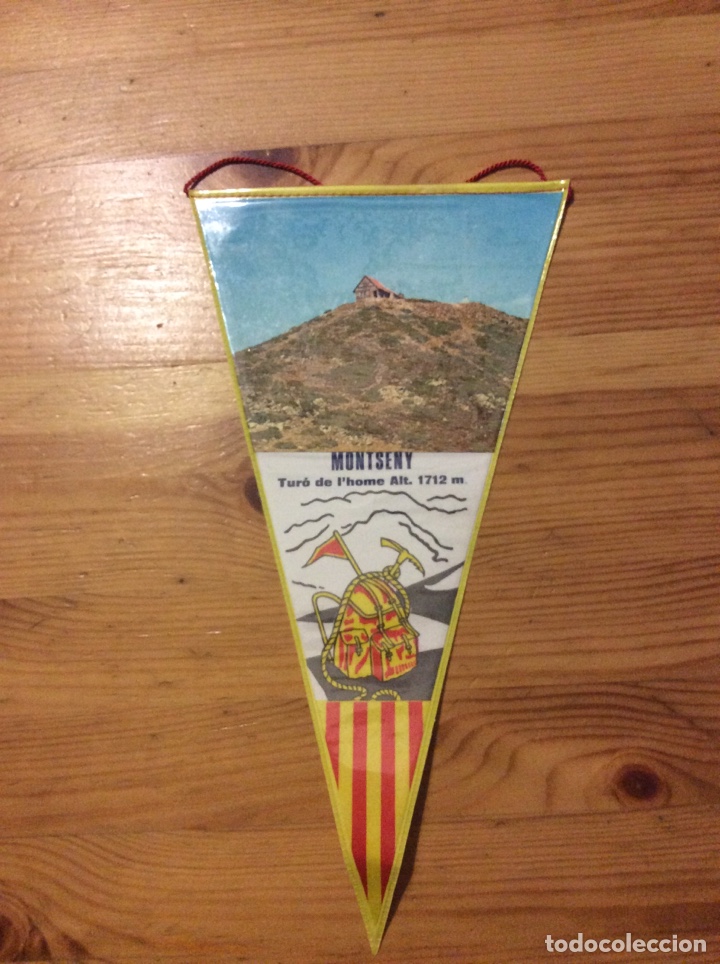 MONTSENY
Turó de l'home Alt. 1712 m.
todocoleccion